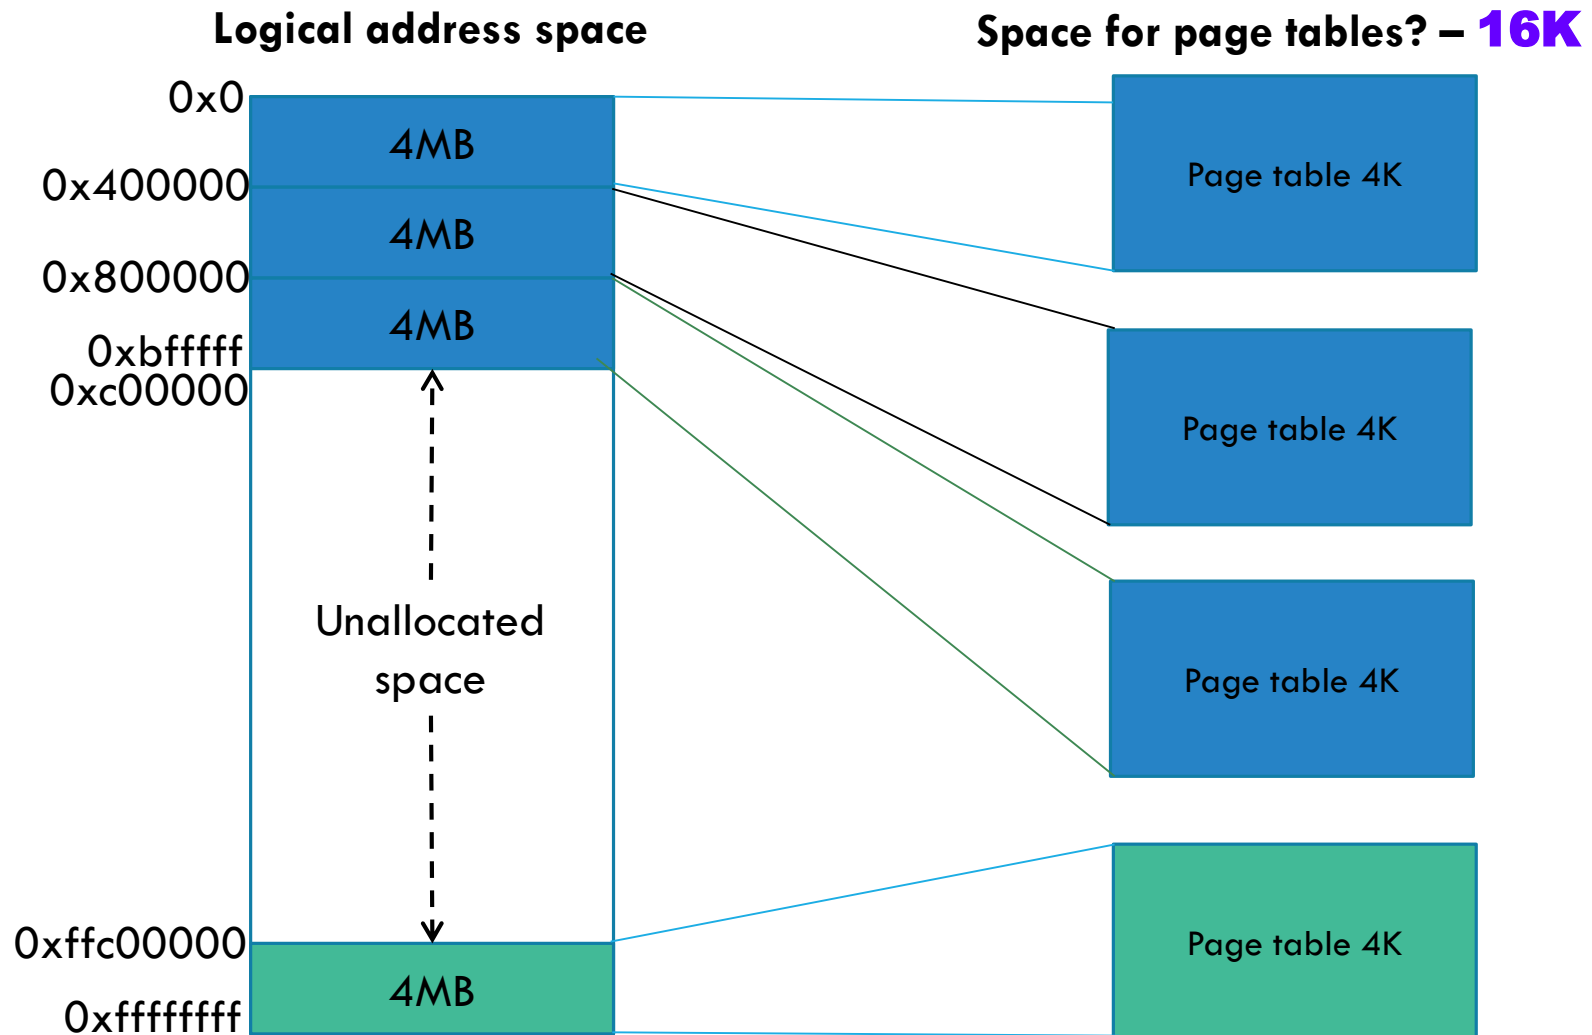 Logical address space
Space for page tables? – 16K
0x0
4MB
Page table 4K
0x400000
4MB
0x800000
4MB
0xbfffff
0xc00000
Page table 4K
Unallocated
space
Page table 4K
0xffc00000
Page table 4K
4MB
0xffffffff